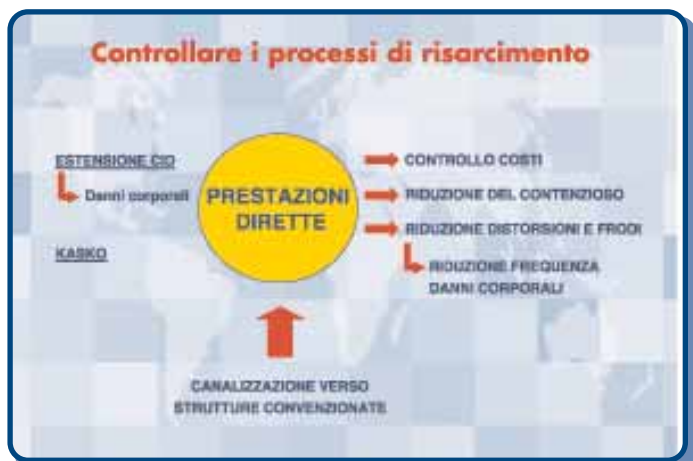 Controllare i processi di risarcimento
ESTENSIONE CID
Danni corporali
KASKO
PRESTAZIONI
DIRETTE
CONTROLLO COSTI
RIDUZIONE DEL CONTENZIOSO
RIDUZIONE DISTORSIONI E FRODI
RIDUZIONE FREQUENZA
DANNI CORPORALI
CANALIZZAZIONE VERSO
STRUTTURE CONVENZIONATE